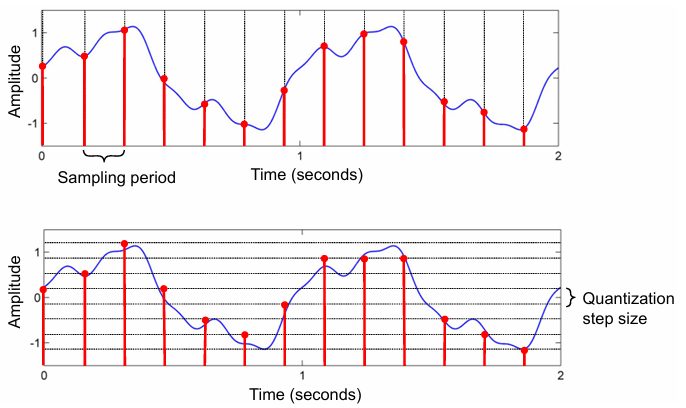 Amplitude
1
0
-1
0
1
2
Sampling period
Time (seconds)
Amplitude
1
0
-1
Quantization
step size
0
1
2
Time (seconds)